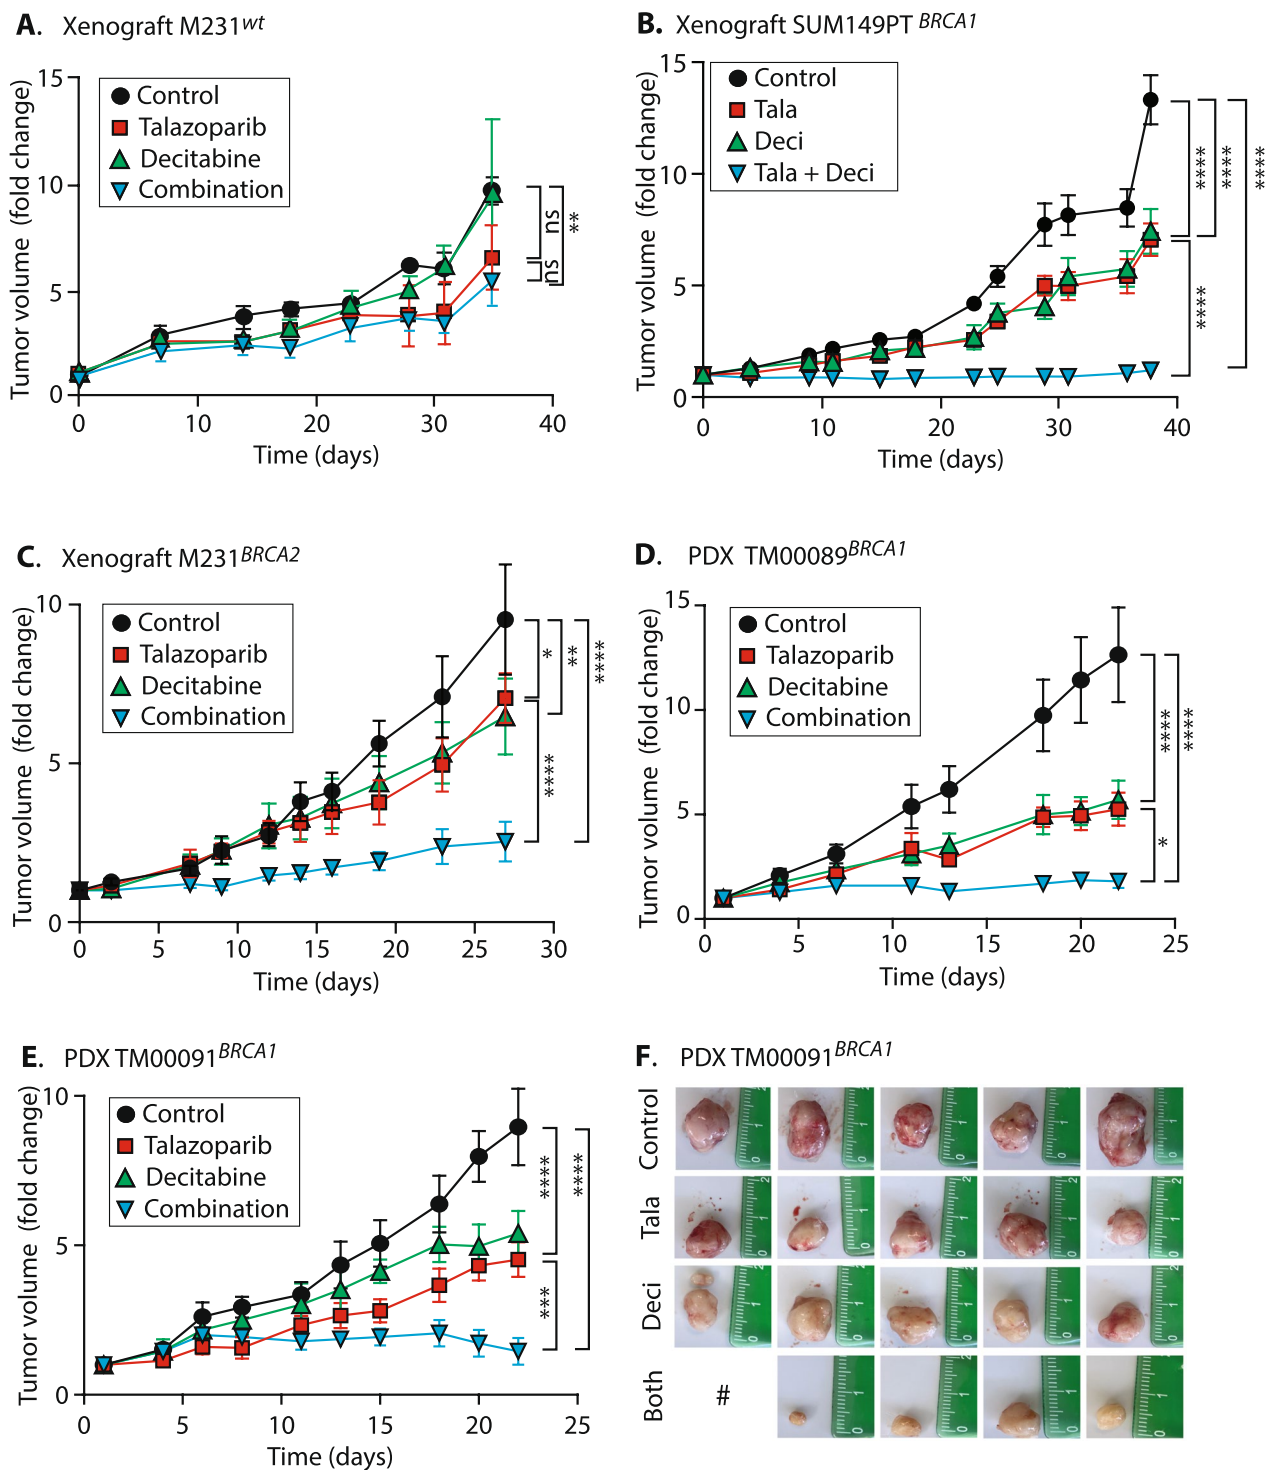 A. Xenograft M231wt
Tumor volume (fold change)
15
10
5
0
Control
Talazoparib
Decitabine
Combination
ns
ns
**
0 10 20 30 40
Time (days)
B. Xenograft SUM149PT BRCA1
Tumor volume (fold change)
15
10
5
0
Control
Tala
Deci
Tala + Deci
****
****
****
****
0 10 20 30 40
Time (days)
C. Xenograft M231BRCA2
Tumor volume (fold change)
10
5
0
Control
Talazoparib
Decitabine
Combination
*
**
****
****
0 5 10 15 20 25 30
Time (days)
D. PDX TM00089BRCA1
Tumor volume (fold change)
15
10
5
0
Control
Talazoparib
Decitabine
Combination
****
****
*
0 5 10 15 20 25
Time (days)
E. PDX TM00091BRCA1
Tumor volume (fold change)
10
5
0
Control
Talazoparib
Decitabine
Combination
****
****
***
0 5 10 15 20 25
Time (days)
F. PDX TM00091BRCA1
Control
Tala
Deci
Both
#